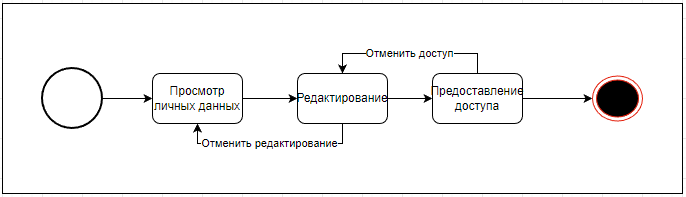 Отменить доступ
Просмотр
личных данных
Редактирование
Предоставление
доступа
Отменить редактирование